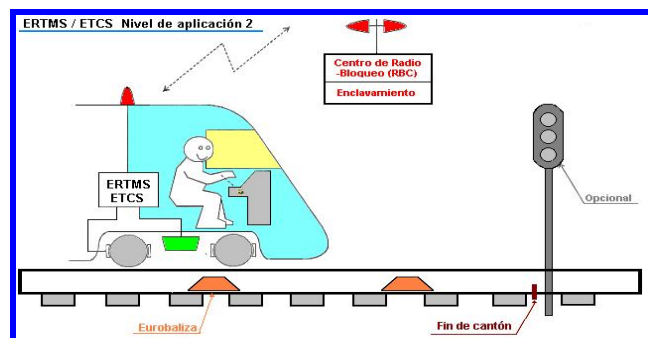 ERTMS / ETCS Nivel de aplicación 2
Centro de Radio
-Bloqueo (RBC)
Enclavamiento
ERTMS
ETCS
Opcional
Eurobaliza
Fin de cantón